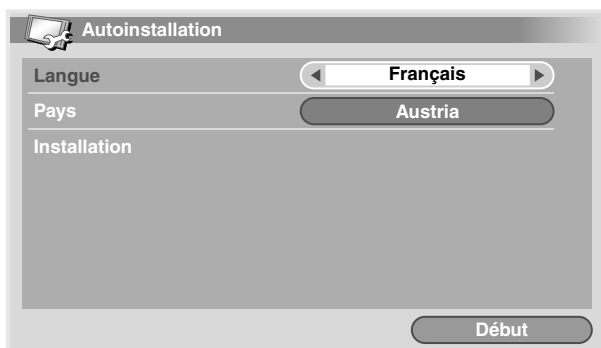 Autoinstallation
Langue Français
Pays Austria
Installation
Début